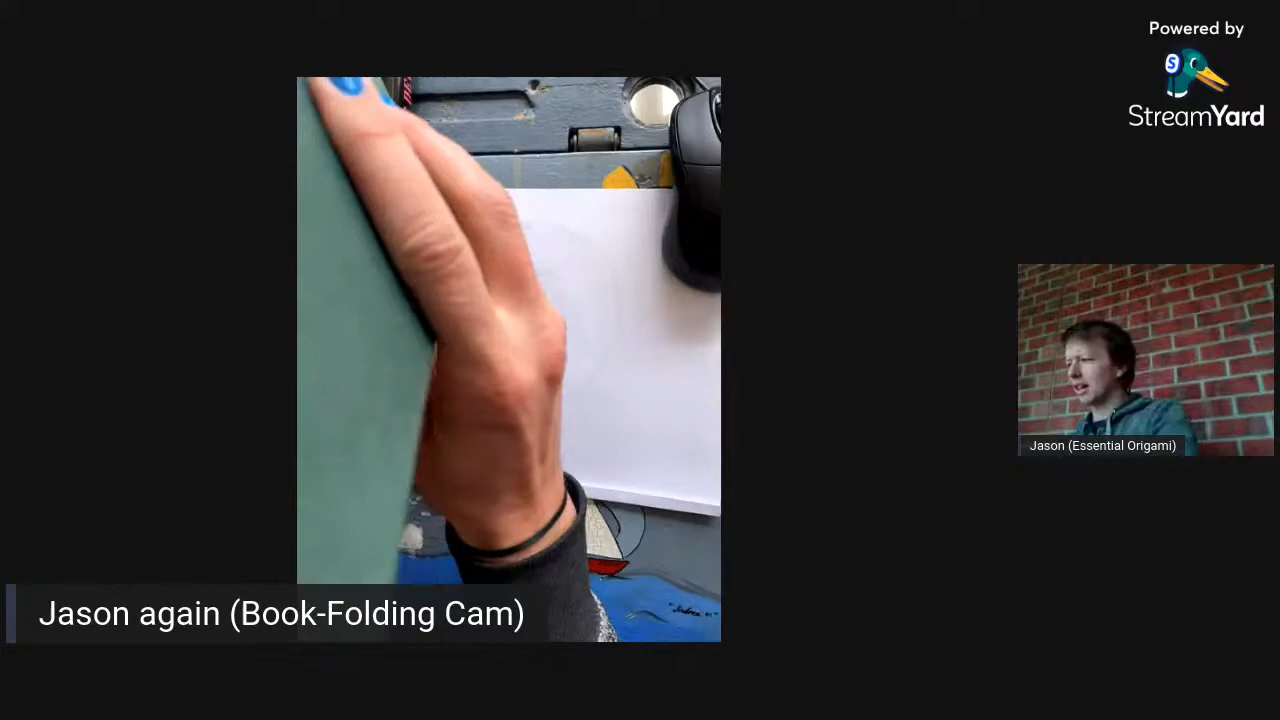 Powered by
S
StreamYard
Jason (Essential Origami)
Jason again (Book-Folding Cam)